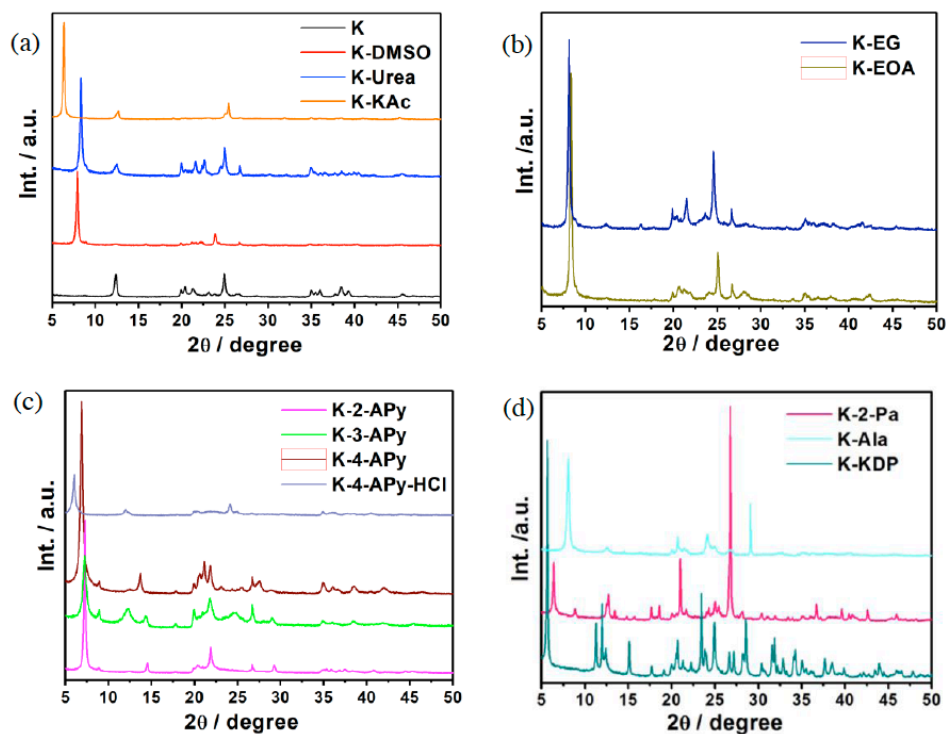 (a)
K
K-DMSO
K-Urea
K-KAc
Int. / a.u.
5 10 15 20 25 30 35 40 45 50
2θ / degree
(b)
K-EG
K-EOA
Int. / a.u.
5 10 15 20 25 30 35 40 45 50
2θ / degree
(c)
K-2-APy
K-3-APy
K-4-APy
K-4-APy-HCl
Int. / a.u.
5 10 15 20 25 30 35 40 45 50
2θ / degree
(d)
K-2-Pa
K-Ala
K-KDP
Int. /a.u.
5 10 15 20 25 30 35 40 45 50
2θ / degree